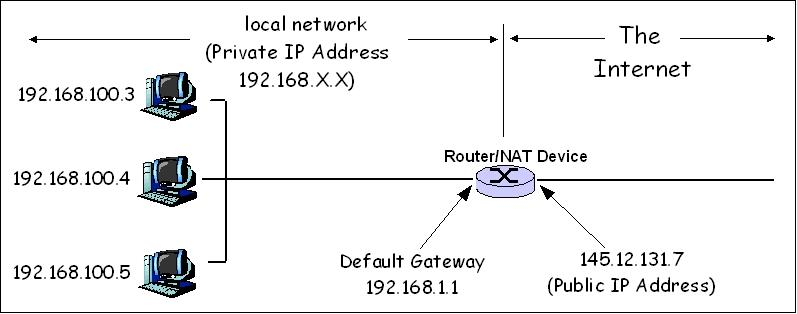 local network
(Private IP Address
192.168.X.X)
The
Internet
192.168.100.3
Router/NAT Device
192.168.100.4
Default Gateway
192.168.1.1
145.12.131.7
(Public IP Address)
192.168.100.5